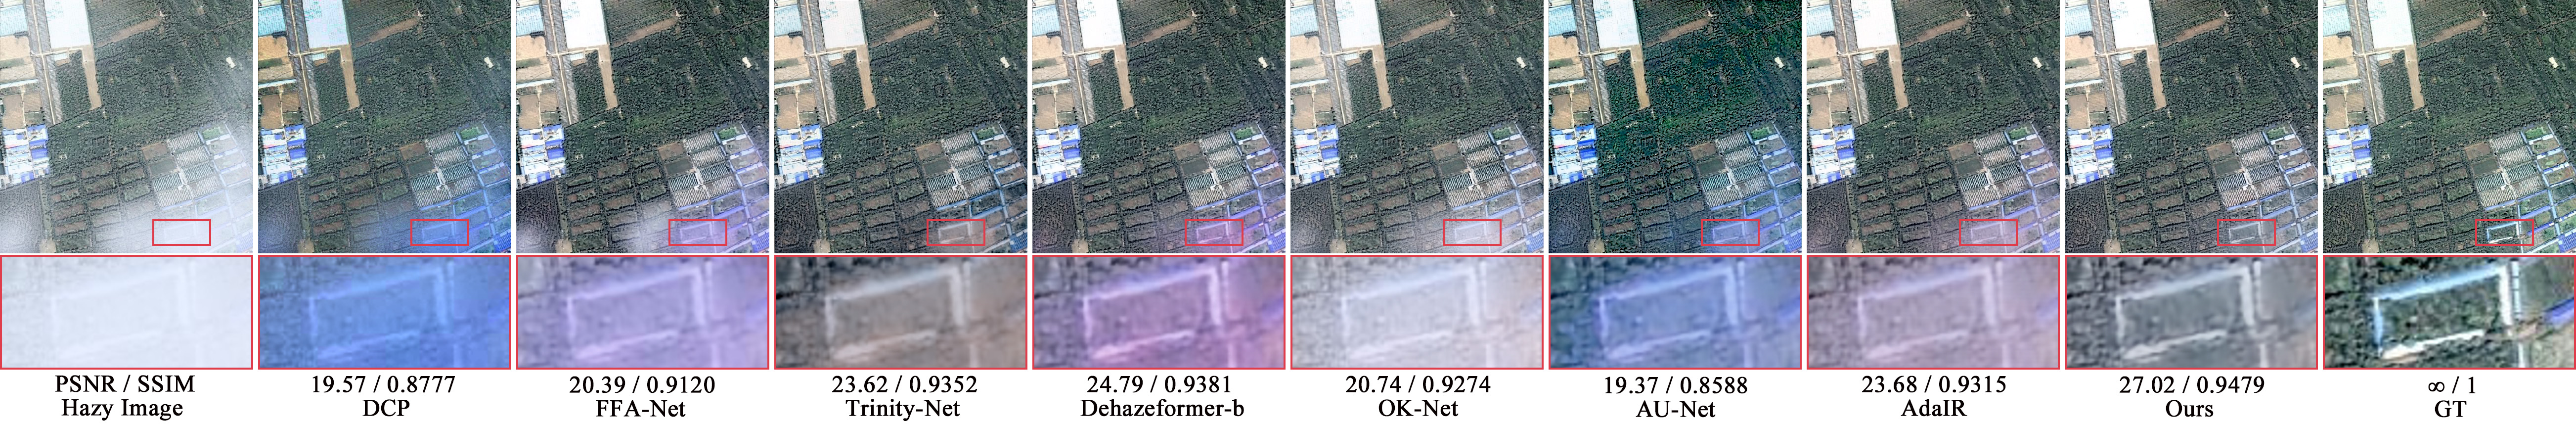 PSNR / SSIM
Hazy Image
19.57 / 0.8777
DCP
20.39 / 0.9120
FFA-Net
23.62 / 0.9352
Trinity-Net
24.79 / 0.9381
Dehazeformer-b
20.74 / 0.9274
OK-Net
19.37 / 0.8588
AU-Net
23.68 / 0.9315
AdaIR
27.02 / 0.9479
Ours
∞ / 1
GT